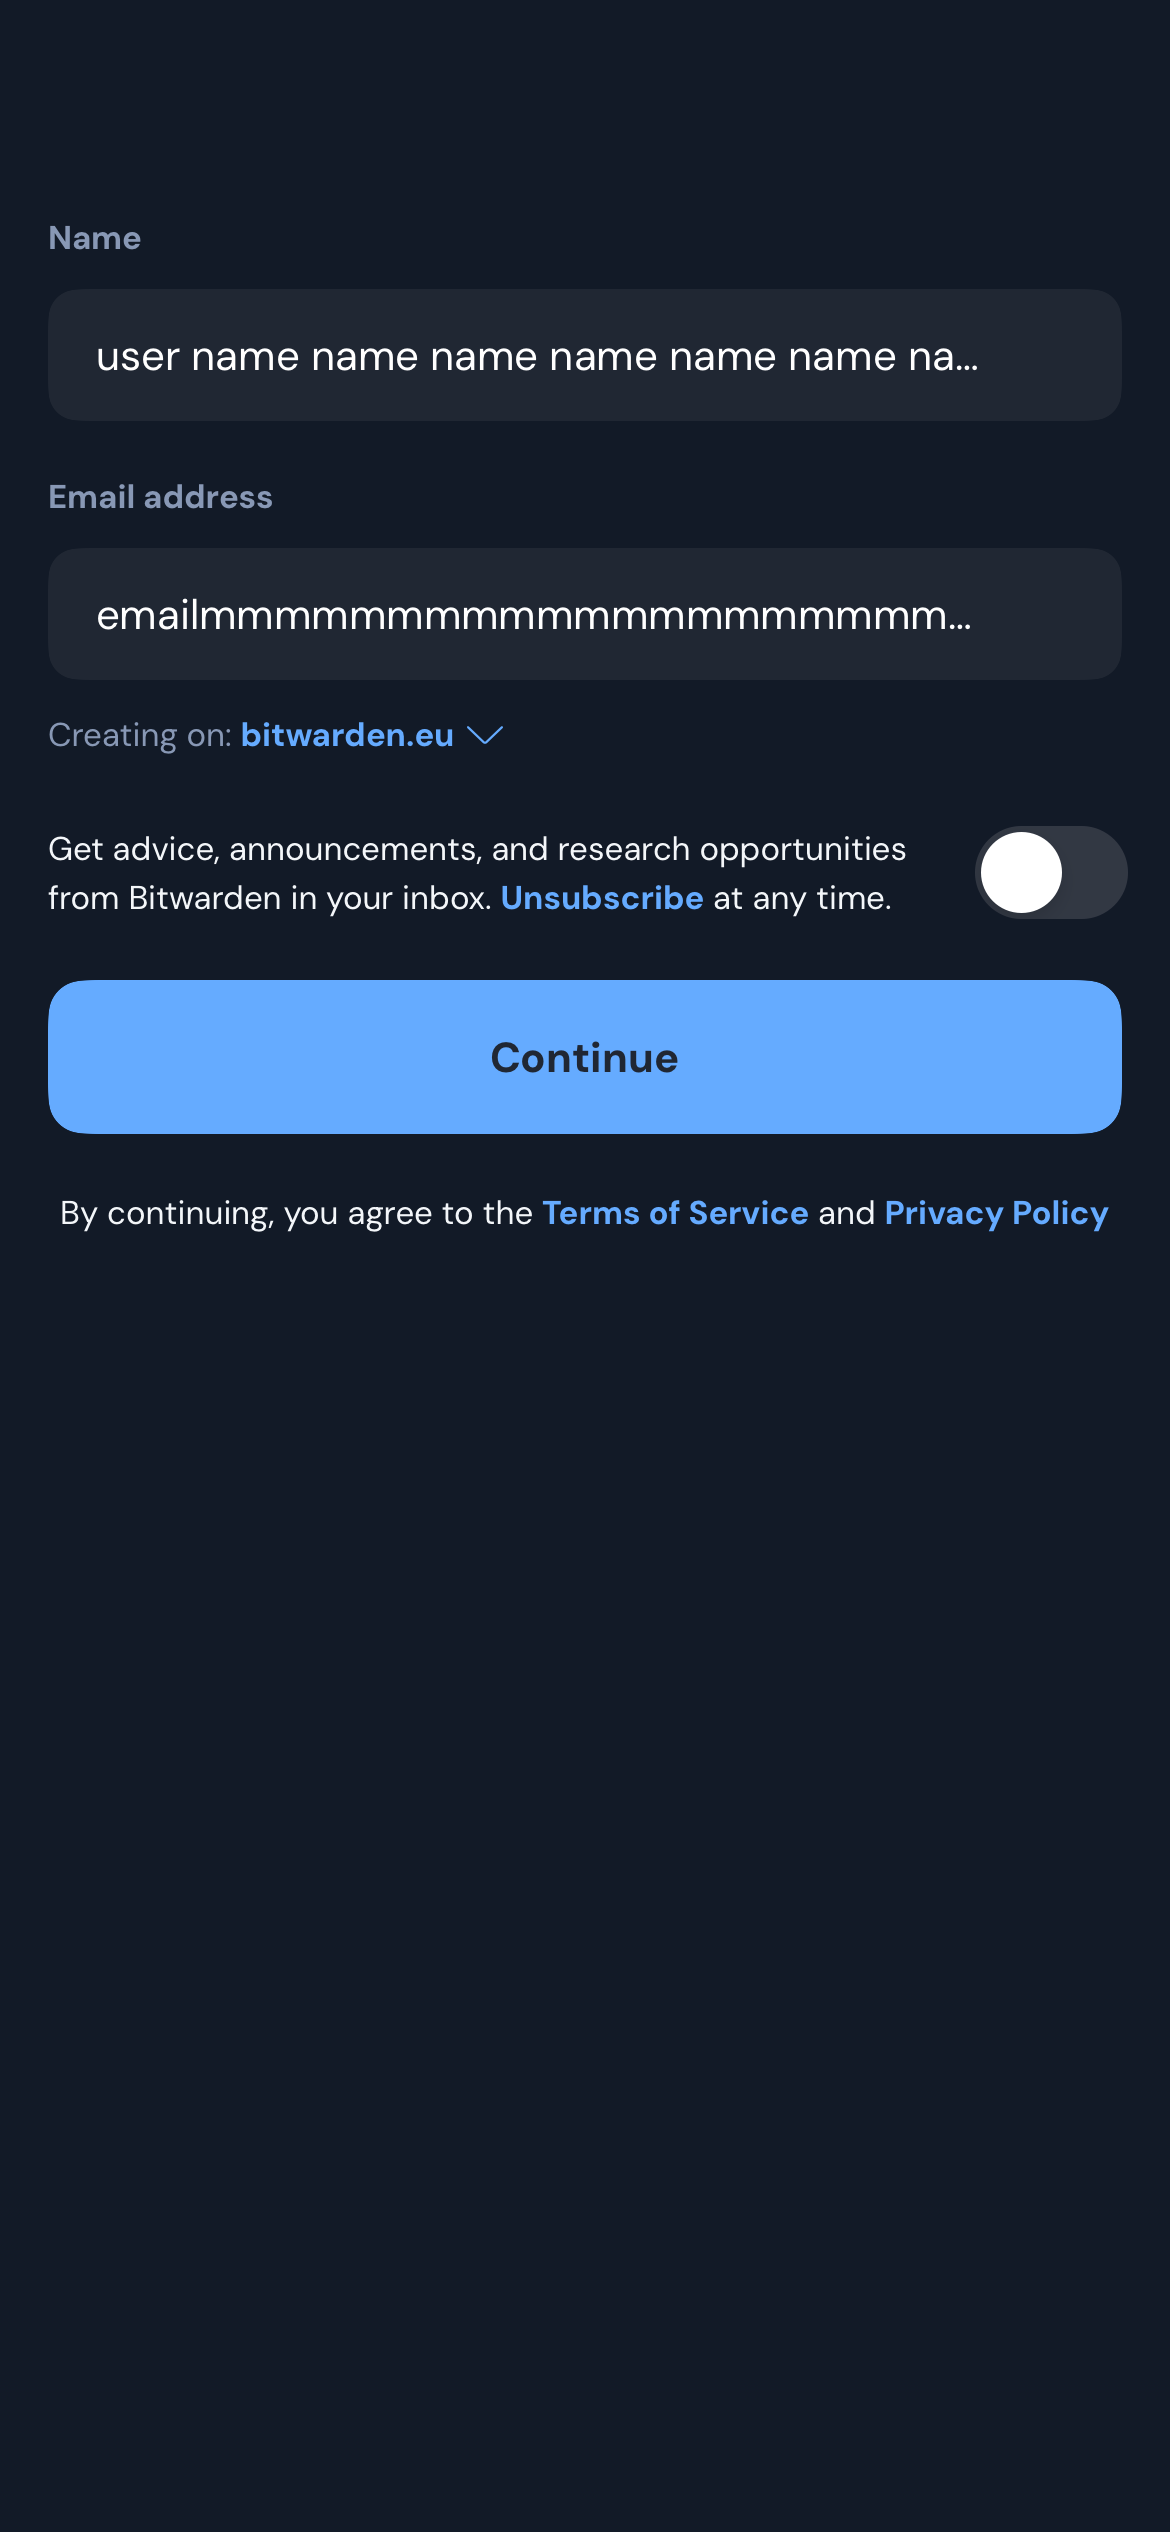 Name
user name name name name name name na...
Email address
emailmmmmmmmmmmmmmmmmmmmm...
Creating on: bitwarden.eu
Get advice, announcements, and research opportunities
from Bitwarden in your inbox. Unsubscribe at any time.
Continue
By continuing, you agree to the Terms of Service and Privacy Policy